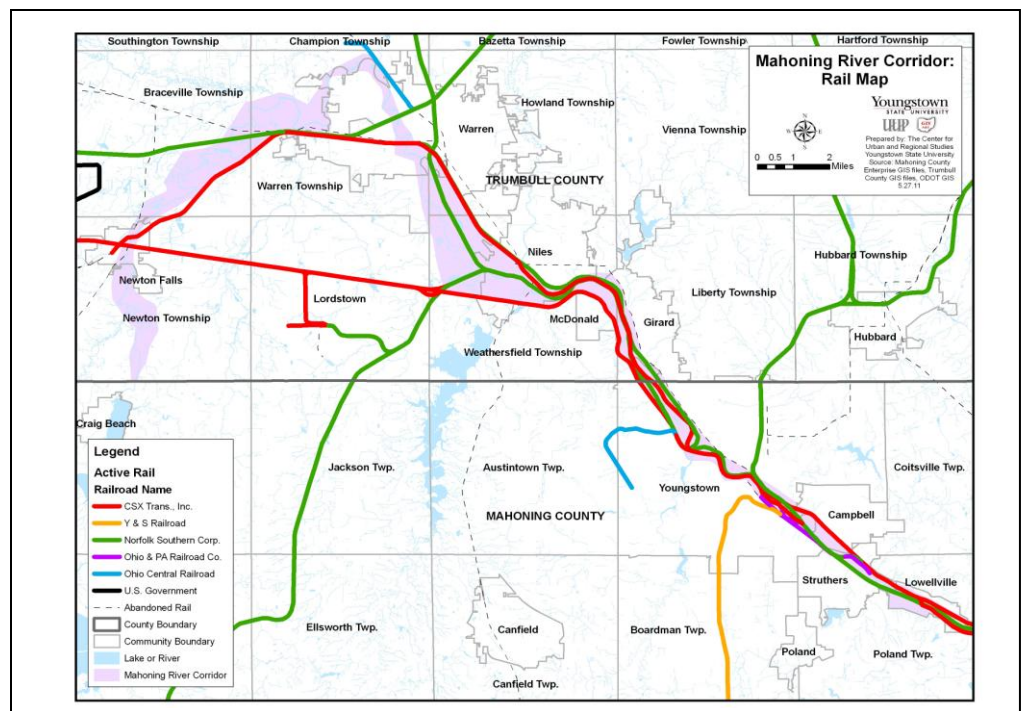 Southington Township
Champion Township
Bazetta Township
Fowler Township
Hartford Township
Mahoning River Corridor:
Rail Map
Youngstown
STATE UNIVERSITY
N
W
E
S
Prepared by: The Center for
Urban and Regional Studies
Youngstown State University
Source: Mahoning County
Enterprise GIS files, Trumbull
County GIS files, ODOT GIS
5.27.11
0 0.5 1 2
Miles
Braceville Township
Howland Township
Warren
Vienna Township
TRUMBULL COUNTY
Warren Township
Niles
Hubbard Township
Newton Falls
Lordstown
Liberty Township
Newton Township
McDonald
Girard
Hubbard
Weathersfield Township
Craig Beach
Legend
Active Rail
Railroad Name
CSX Trans., Inc.
Y & S Railroad
Norfolk Southern Corp.
Ohio & PA Railroad Co.
Ohio Central Railroad
U.S. Government
Abandoned Rail
County Boundary
Community Boundary
Lake or River
Mahoning River Corridor
Jackson Twp.
Austintown Twp.
Coitsville Twp.
Youngstown
MAHONING COUNTY
Campbell
Struthers
Lowellville
Ellsworth Twp.
Canfield
Boardman Twp.
Poland
Poland Twp.
Canfield Twp.